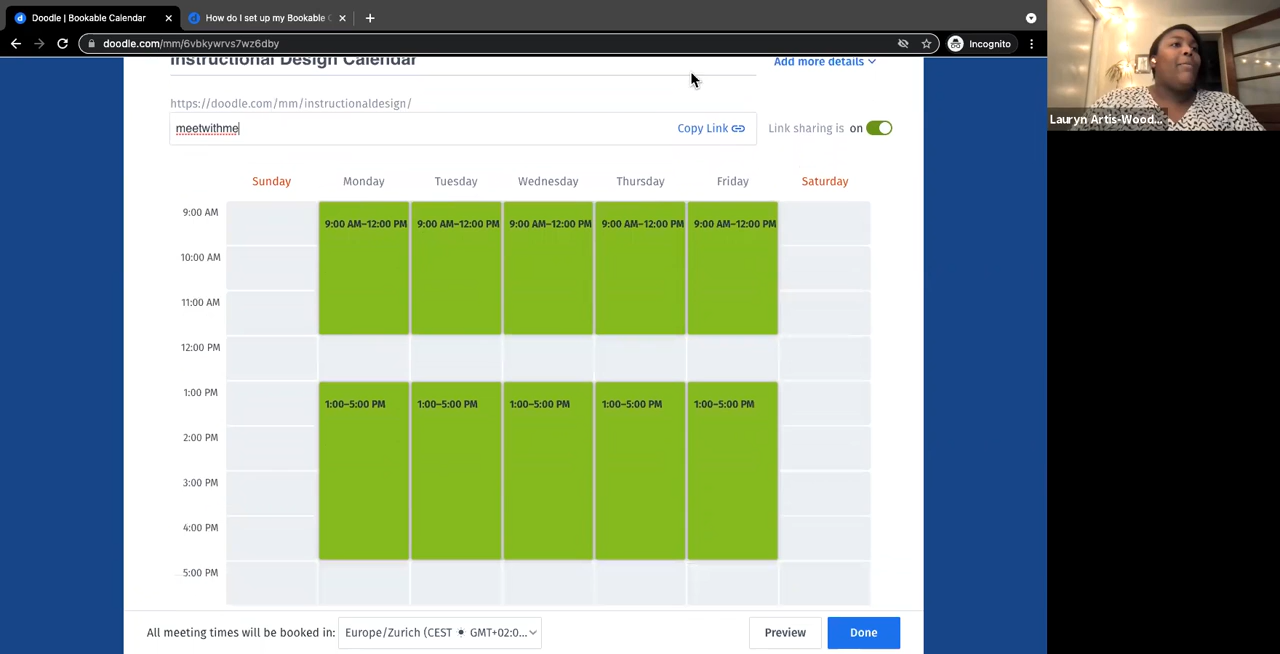 Doodle | Bookable Calendar
How do I set up my Bookable C
doodle.com/mm/6vbkywrvs7wz6dby
Incognito
Instructional Design Calendar
Add more details
https://doodle.com/mm/instructionaldesign/
meetwithme
Copy Link
Link sharing is on
Sunday Monday Tuesday Wednesday Thursday Friday Saturday
9:00 AM
9:00 AM–12:00 PM 9:00 AM–12:00 PM 9:00 AM–12:00 PM 9:00 AM–12:00 PM 9:00 AM–12:00 PM
10:00 AM
11:00 AM
12:00 PM
1:00 PM
1:00–5:00 PM 1:00–5:00 PM 1:00–5:00 PM 1:00–5:00 PM 1:00–5:00 PM
2:00 PM
3:00 PM
4:00 PM
5:00 PM
All meeting times will be booked in: Europe/Zurich (CEST • GMT+02:0...
Preview
Done
Lauryn Artis-Wood...